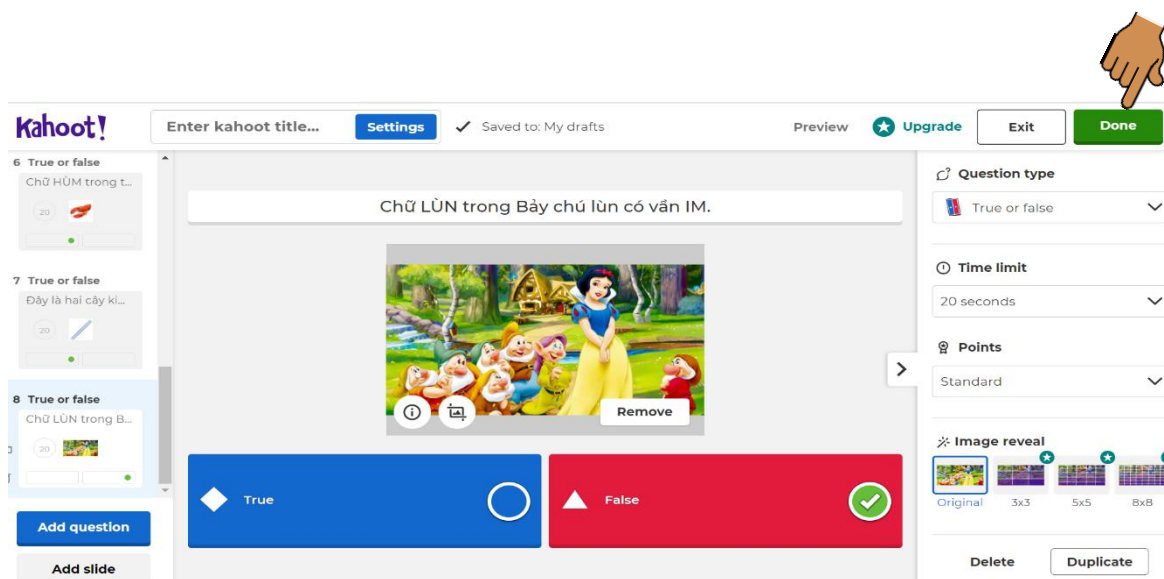 Kahoot!
Enter kahoot title...
Settings
Saved to: My drafts
Preview
Upgrade
Exit
Done
6 True or false
Chữ HÙM trong t...
20
7 True or false
Đây là hai cây ki...
20
8 True or false
Chữ LÙN trong B...
20
Add question
Add slide
Chữ LÙN trong Bảy chú lùn có vần IM.
Remove
True
False
Question type
True or false
Time limit
20 seconds
Points
Standard
Image reveal
Original
3x3
5x5
8x8
Delete
Duplicate